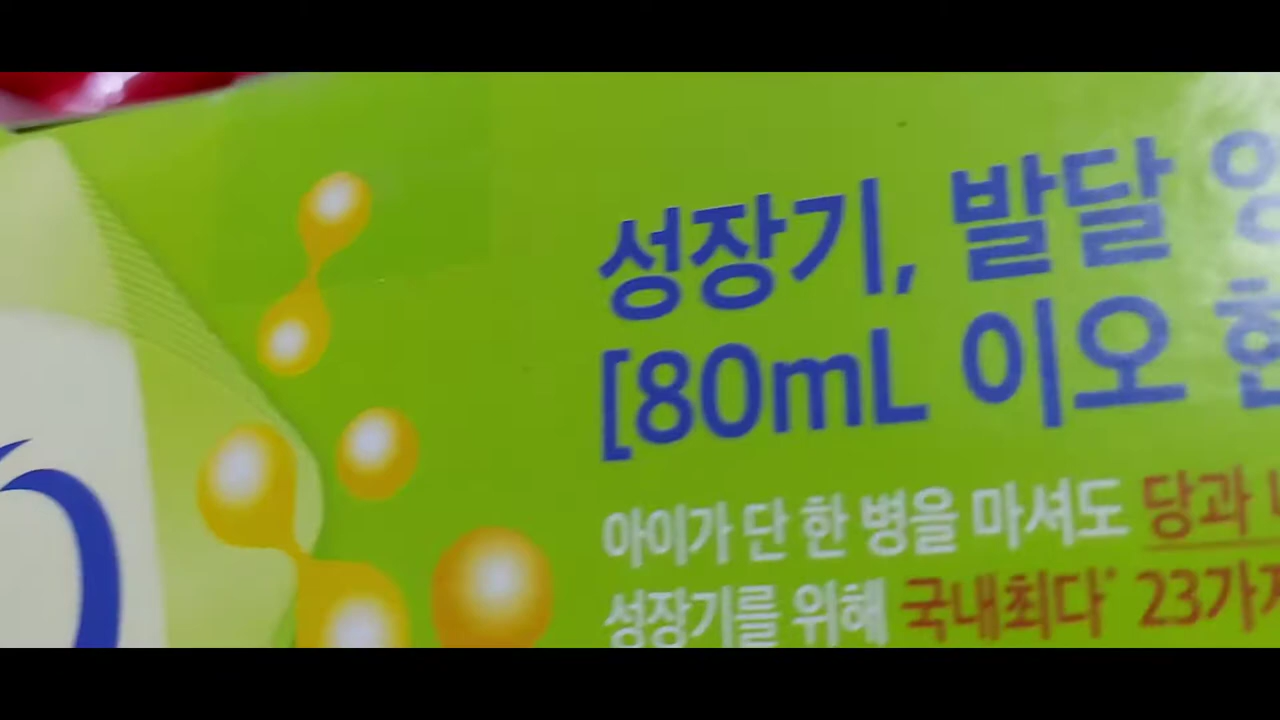 성장기, 발달
[80mL 이오
아이가 단 한 병을 마셔도 당과
성장기를 위해 국내최다* 23가지